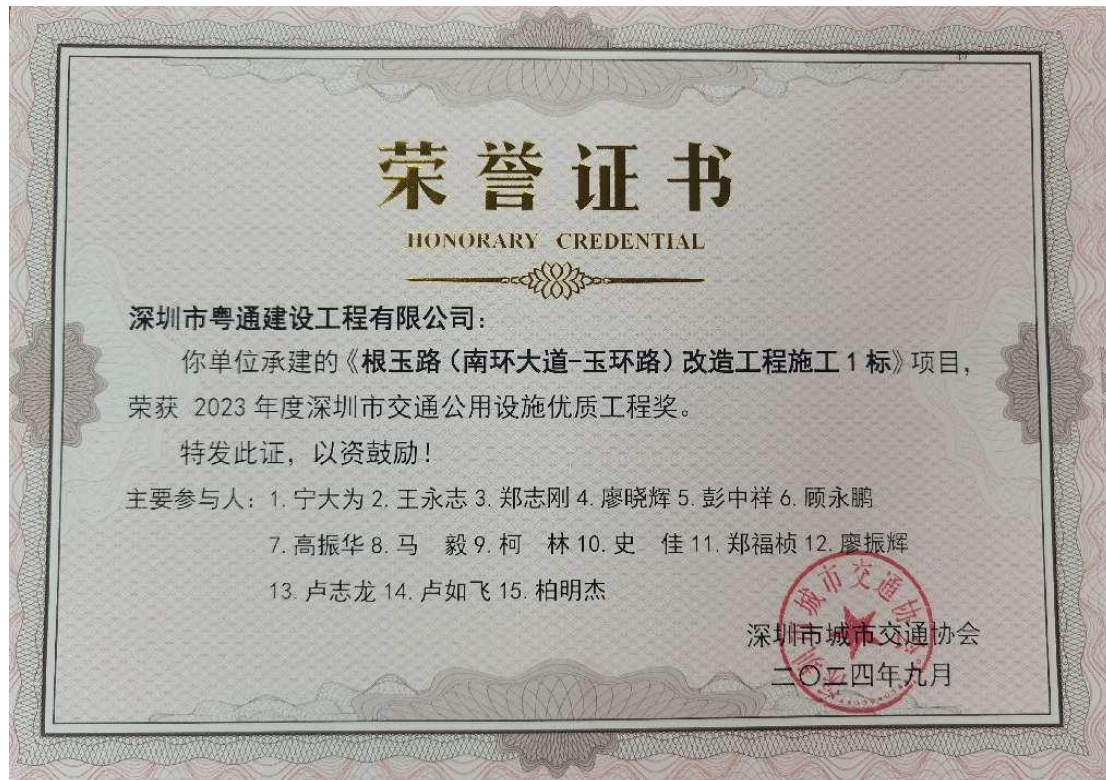 荣誉证书
HONORARY CREDENTIAL
深圳市粤通建设工程有限公司：
你单位承建的《根玉路（南环大道-玉环路）改造工程施工1标》项目，
荣获 2023年度深圳市交通公用设施优质工程奖。
特发此证，以资鼓励！
主要参与人：1.宁大为 2.王永志 3.郑志刚 4.廖晓辉 5.彭中祥 6.顾永鹏
7.高振华 8.马　毅 9.柯　林 10.史　佳 11.郑福桢 12.廖振辉
13.卢志龙 14.卢如飞 15.柏明杰
深圳市城市交通协会
二〇二四年九月